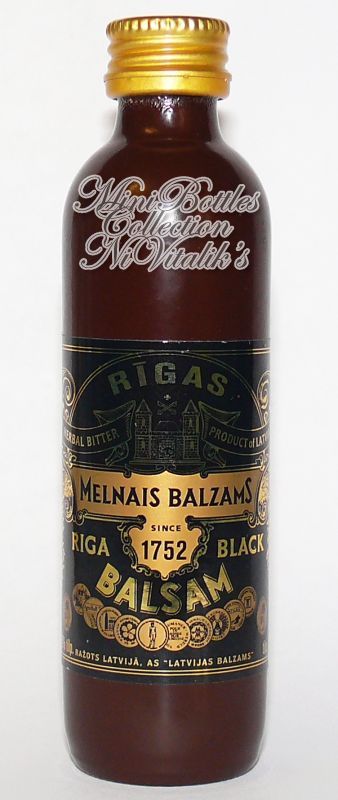 MiniBottles
Collection
NiVitalik's
RĪGAS
HERBAL BITTER
PRODUCT of LATV
MELNAIS BALZAMS
SINCE
1752
RIGA BLACK
BALSAM
RAŽOTS LATVIJĀ, AS "LATVIJAS BALZAMS"